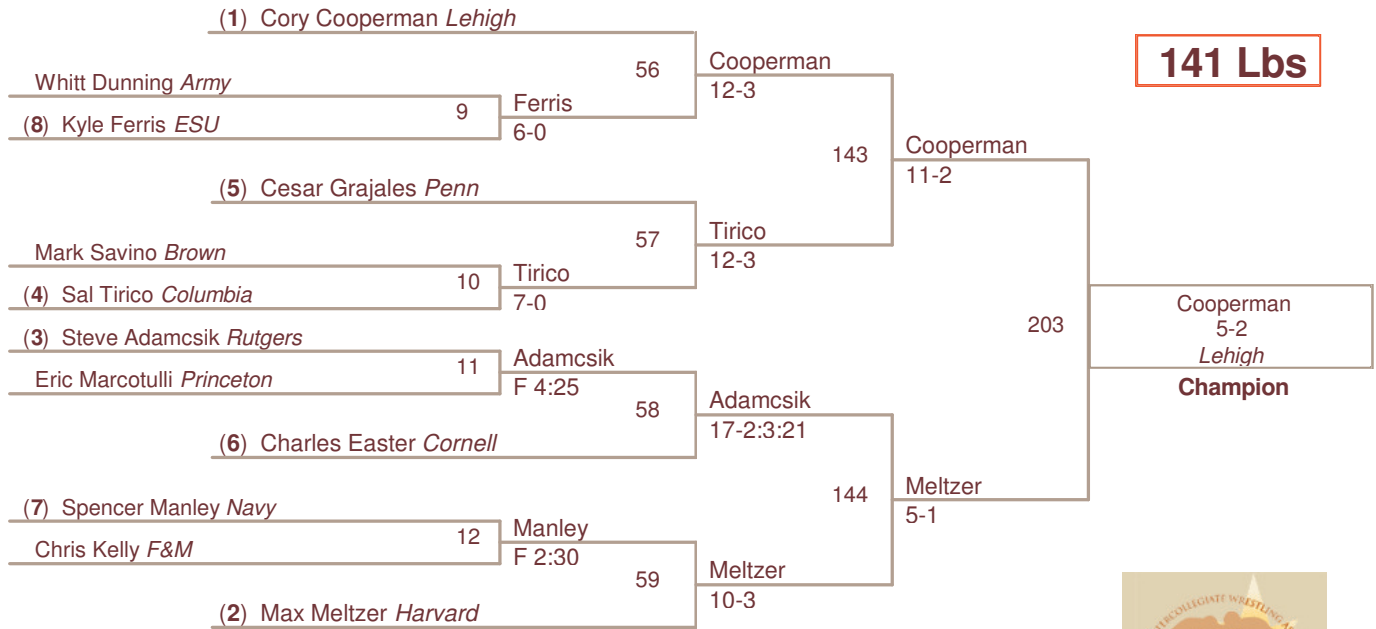 (1) Cory Cooperman Lehigh
141 Lbs
56
Cooperman
12-3
Whitt Dunning Army
9
Ferris
6-0
(8) Kyle Ferris ESU
143
Cooperman
11-2
(5) Cesar Grajales Penn
57
Tirico
12-3
Mark Savino Brown
10
Tirico
7-0
(4) Sal Tirico Columbia
203
Cooperman
5-2
Lehigh
Champion
(3) Steve Adamcsik Rutgers
11
Adamcsik
F 4:25
Eric Marcotulli Princeton
58
Adamcsik
17-2:3:21
(6) Charles Easter Cornell
144
Meltzer
5-1
(7) Spencer Manley Navy
12
Manley
F 2:30
Chris Kelly F&M
59
Meltzer
10-3
(2) Max Meltzer Harvard